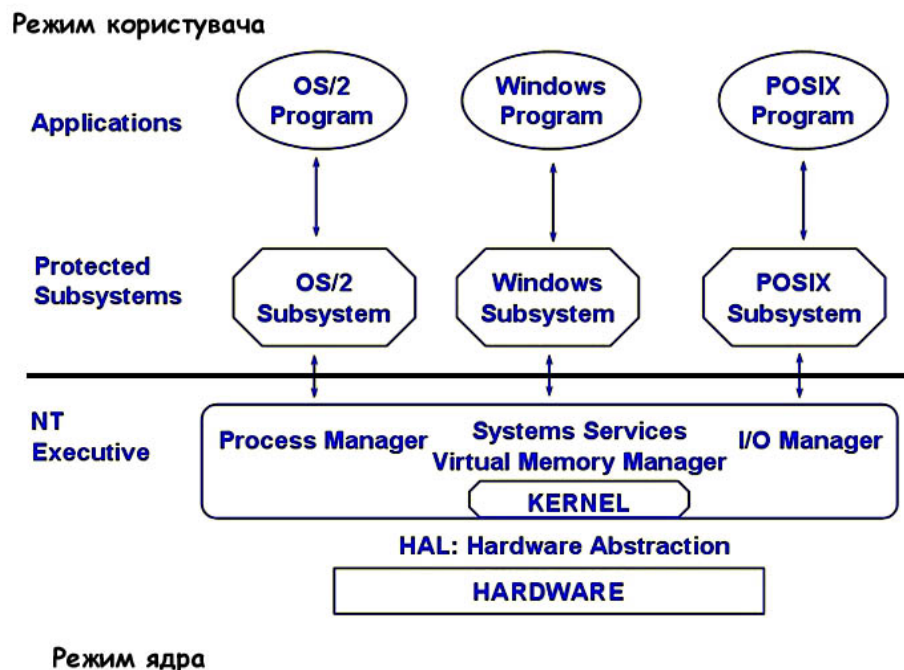 Режим користувача
Applications
OS/2
Program
Windows
Program
POSIX
Program
Protected
Subsystems
OS/2
Subsystem
Windows
Subsystem
POSIX
Subsystem
NT
Executive
Process Manager
Systems Services
Virtual Memory Manager
I/O Manager
KERNEL
HAL: Hardware Abstraction
HARDWARE
Режим ядра